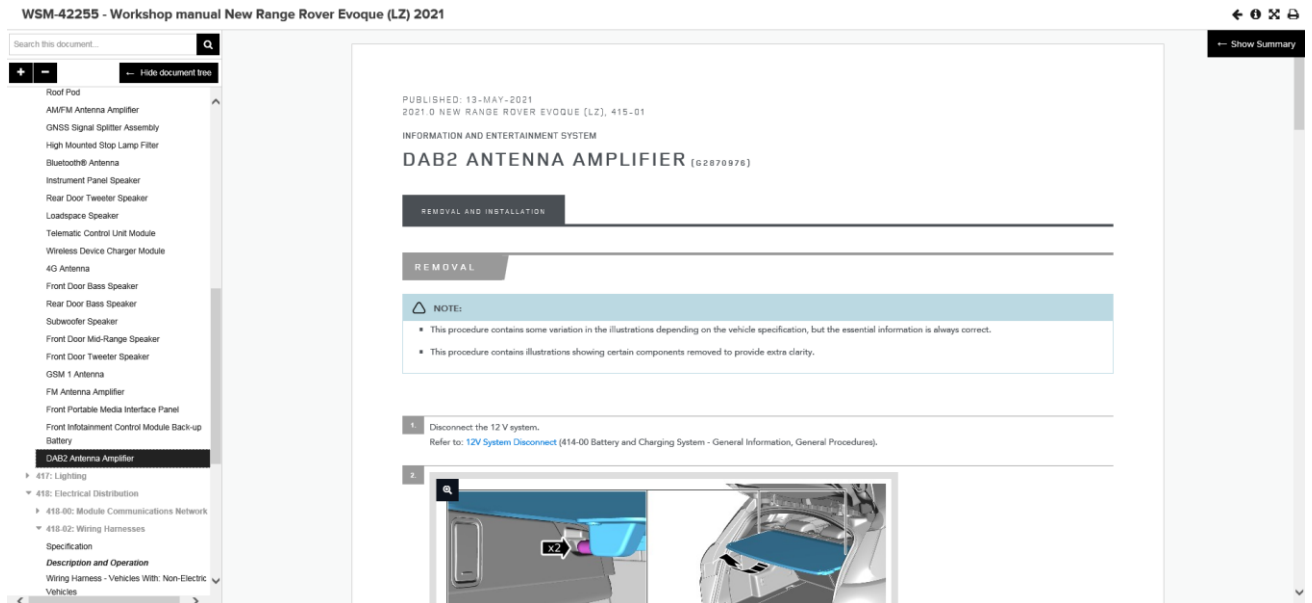 WSM-42255 - Workshop manual New Range Rover Evoque (LZ) 2021
Search this document...
← Hide document tree
Roof Pod
AM/FM Antenna Amplifier
GNSS Signal Splitter Assembly
High Mounted Stop Lamp Filter
Bluetooth® Antenna
Instrument Panel Speaker
Rear Door Tweeter Speaker
Loadspace Speaker
Telematic Control Unit Module
Wireless Device Charger Module
4G Antenna
Front Door Bass Speaker
Rear Door Bass Speaker
Subwoofer Speaker
Front Door Mid-Range Speaker
Front Door Tweeter Speaker
GSM 1 Antenna
FM Antenna Amplifier
Front Portable Media Interface Panel
Front Infotainment Control Module Back-up
Battery
DAB2 Antenna Amplifier
417: Lighting
418: Electrical Distribution
418-00: Module Communications Network
418-02: Wiring Harnesses
Specification
Description and Operation
Wiring Harness - Vehicles With: Non-Electric
Vehicles
← Show Summary
PUBLISHED: 13-MAY-2021
2021.0 NEW RANGE ROVER EVOQUE (LZ), 415-01
INFORMATION AND ENTERTAINMENT SYSTEM
DAB2 ANTENNA AMPLIFIER (G2870976)
REMOVAL AND INSTALLATION
REMOVAL
NOTE:
This procedure contains some variation in the illustrations depending on the vehicle specification, but the essential information is always correct.
This procedure contains illustrations showing certain components removed to provide extra clarity.
1. Disconnect the 12 V system.
Refer to: 12V System Disconnect (414-00 Battery and Charging System - General Information, General Procedures).
2.
x2